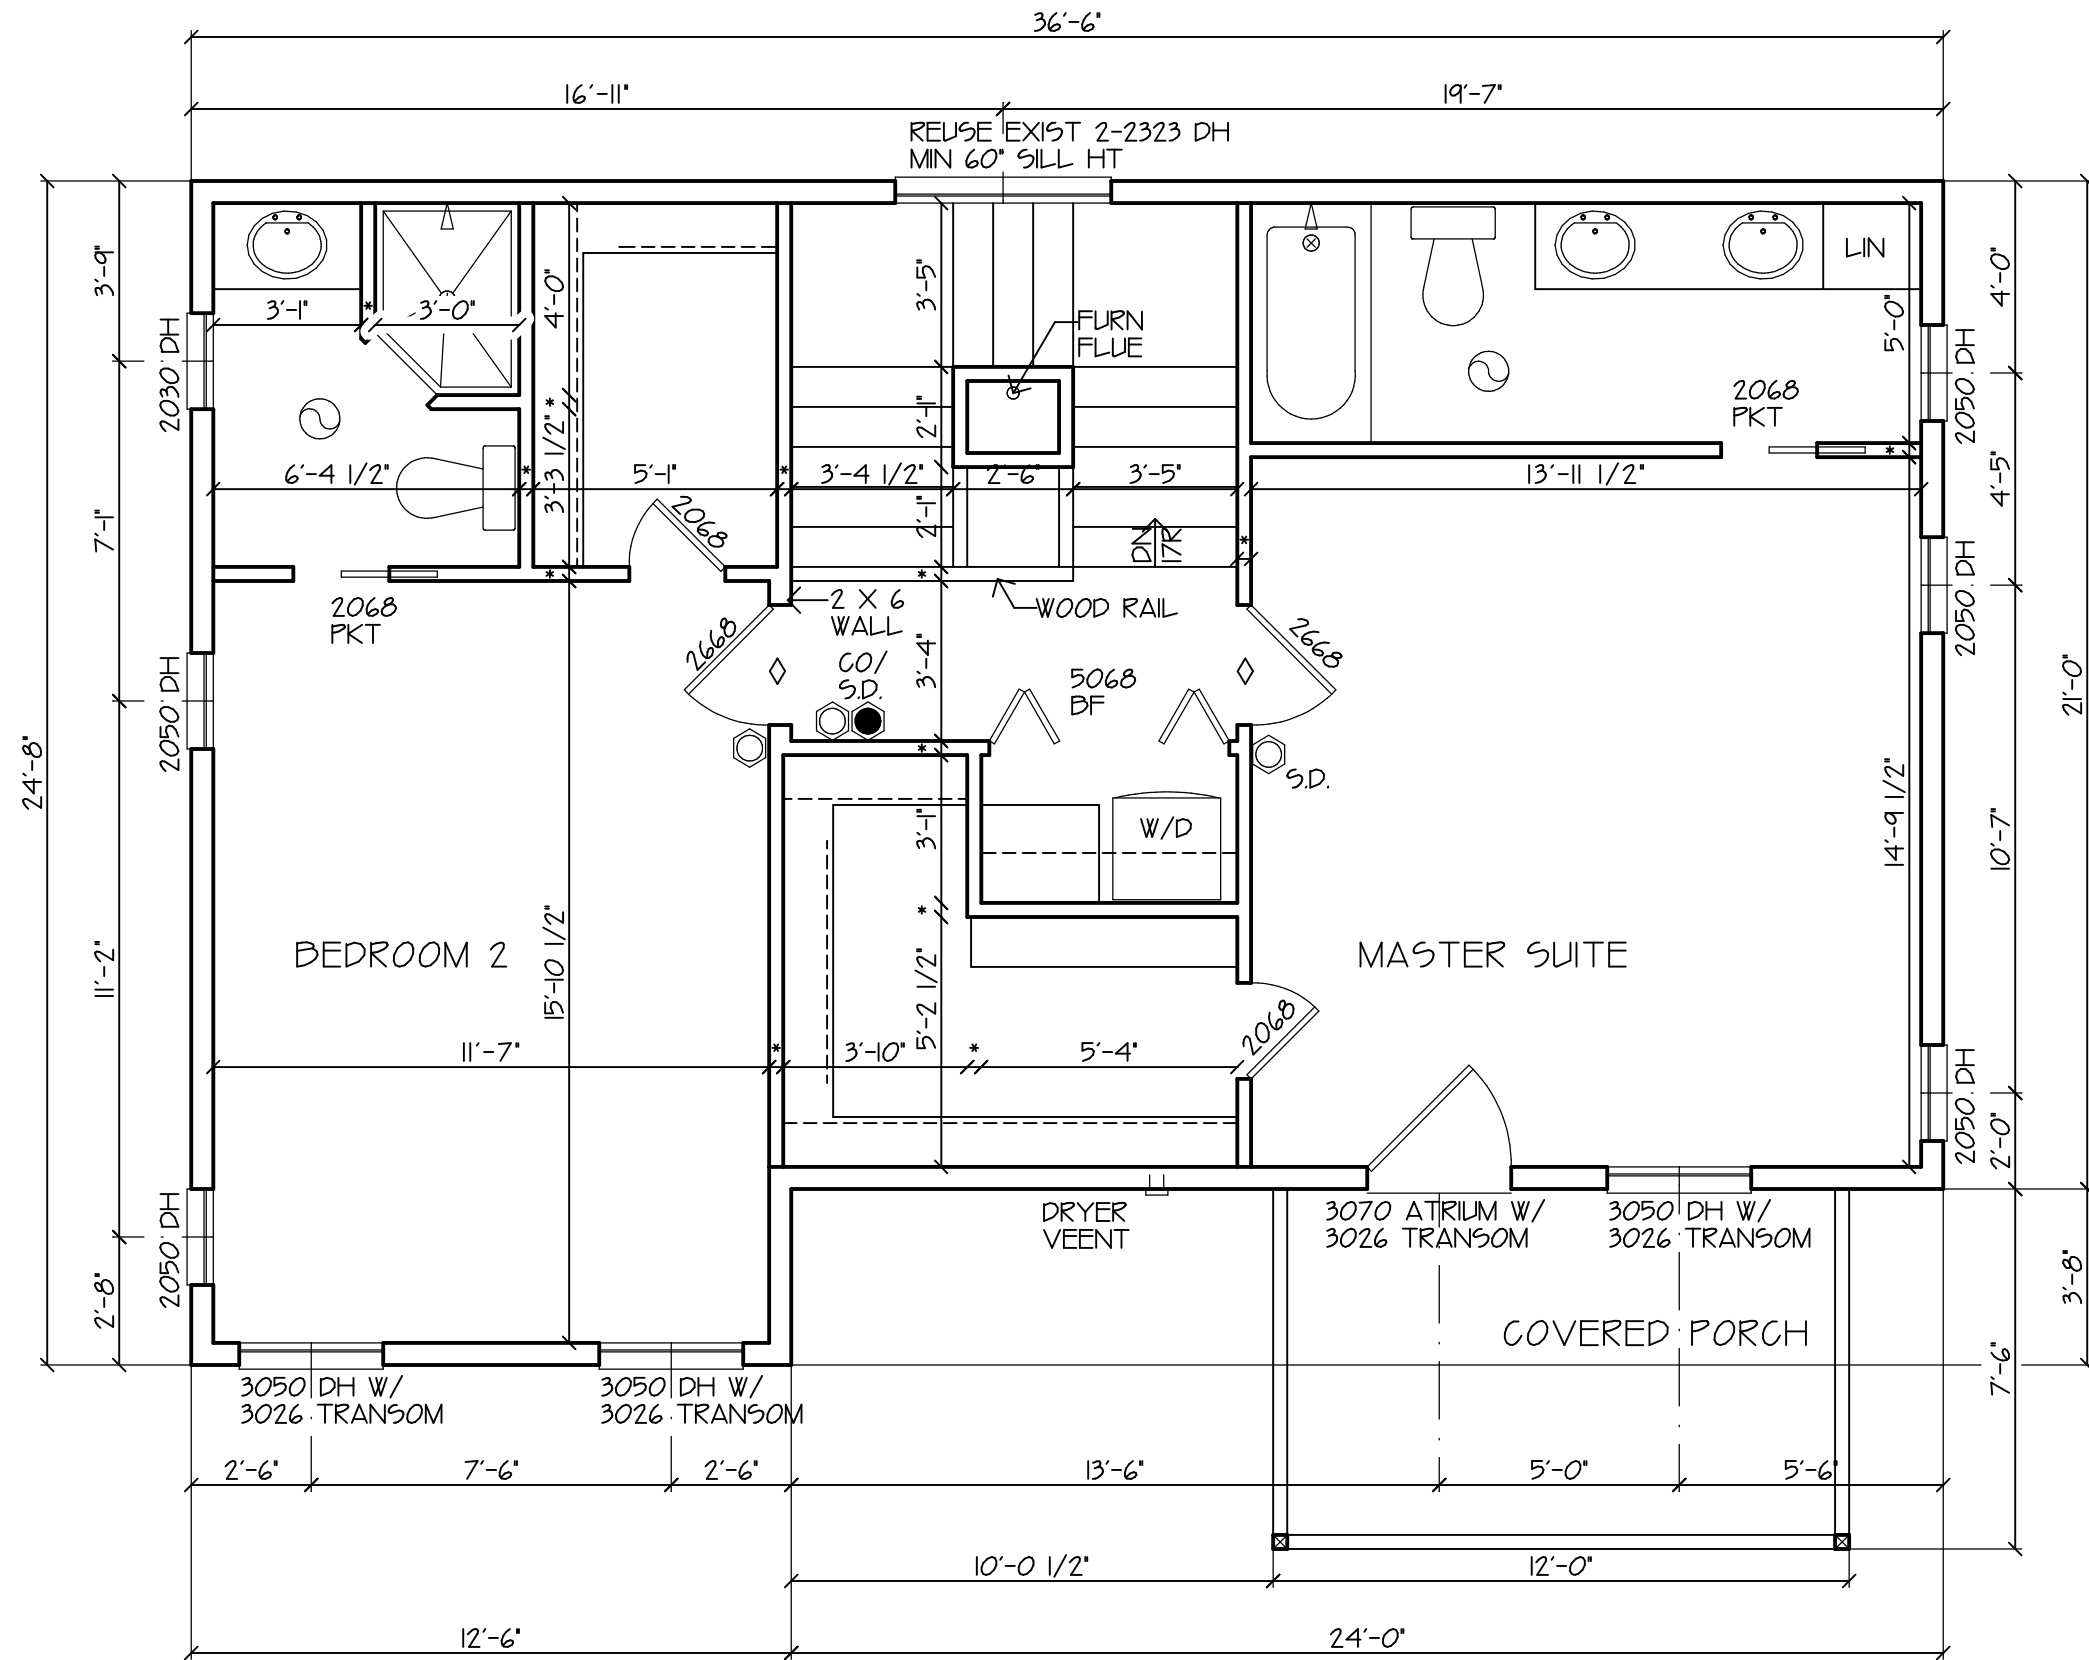 36'-6"
16'-11"
19'-7"
REUSE EXIST 2-2323 DH
MIN 60" SILL HT
3'-9"
2030 DH
7'-1"
2050 DH
24'-8"
11'-2"
2050 DH
2'-8"
3'-1"
*
3'-0"
4'-0"
*
3'-3 1/2"
6'-4 1/2"
*
5'-1"
*
*
2068
2068
PKT
3'-5"
FURN
FLUE
2'-1"
3'-4 1/2"
2'-6"
3'-5"
2'-1"
*
DN
17R
*
2 X 6
WALL
WOOD RAIL
2668
2668
CO/
S.D.
3'-4"
*
5068
BF
S.D.
LIN
5'-0"
2068
PKT
*
13'-11 1/2"
4'-0"
2050 DH
4'-5"
2050 DH
21'-0"
10'-7"
14'-9 1/2"
2050 DH
2'-0"
3'-8"
7'-6"
3'-1"
W/D
*
BEDROOM 2
15'-10 1/2"
MASTER SUITE
5'-2 1/2"
11'-7"
*
3'-10"
*
5'-4"
2068
DRYER
VEENT
3070 ATRIUM W/
3026 TRANSOM
3050 DH W/
3026 TRANSOM
COVERED PORCH
3050 DH W/
3026 TRANSOM
3050 DH W/
3026 TRANSOM
2'-6"
7'-6"
2'-6"
13'-6"
5'-0"
5'-6"
10'-0 1/2"
12'-0"
12'-6"
24'-0"